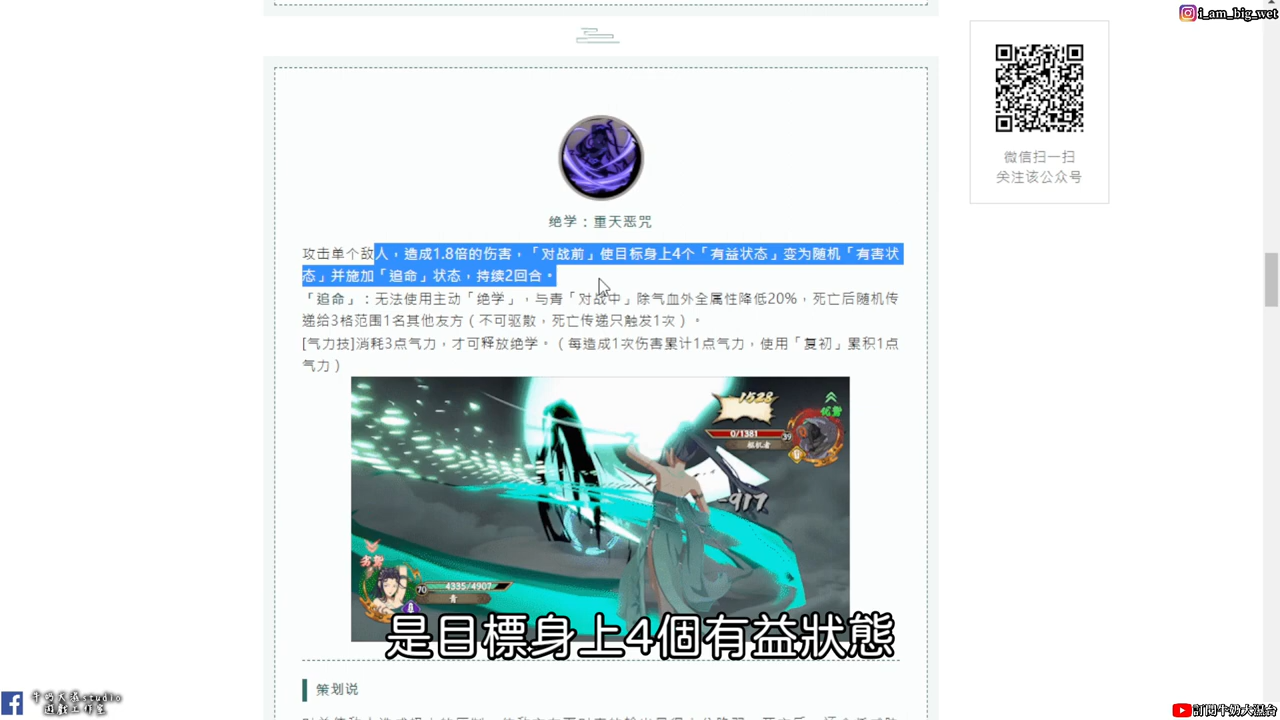 i_am_big_wet
微信扫一扫
关注该公众号
绝学：重天恶咒
攻击单个敌人，造成1.8倍的伤害，「对战前」使目标身上4个「有益状态」变为随机「有害状
态」并施加「追命」状态，持续2回合。
「追命」：无法使用主动「绝学」，与青「对战中」除气血外全属性降低20%，死亡后随机传
递给3格范围1名其他友方（不可驱散，死亡传递只触发1次）。
[气力技]消耗3点气力，才可释放绝学。（每造成1次伤害累计1点气力，使用「复初」累积1点
气力）
1528
优势
0/1381
39
-917
劣势
70
4335/4907
青
是目標身上4個有益狀態
策划说